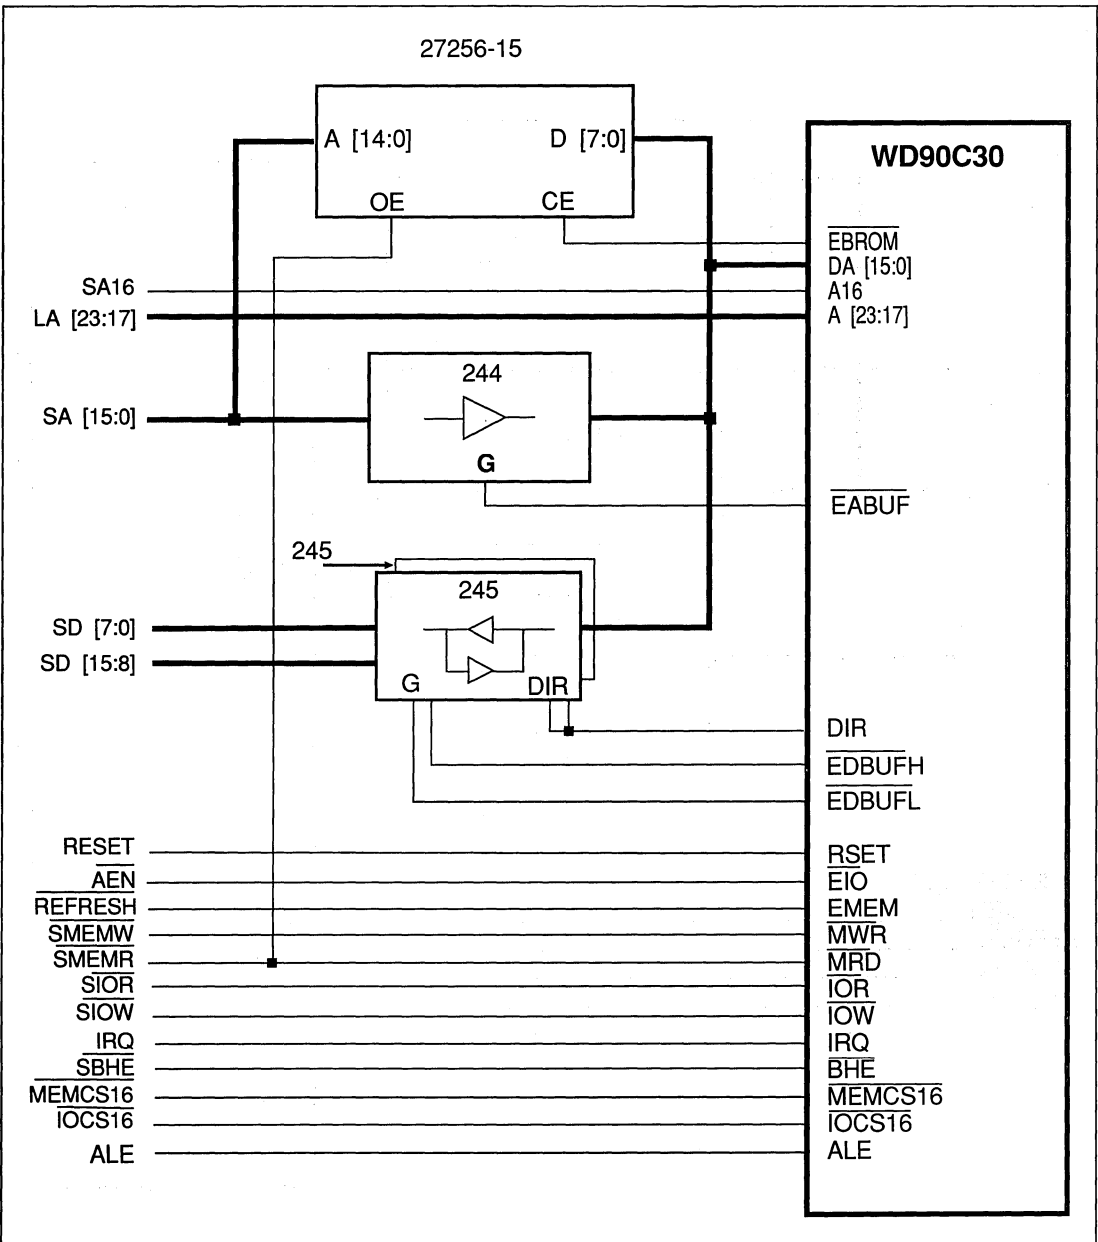 27256-15
A [14:0] D [7:0]
OE CE
WD90C30
EBROM
DA [15:0]
SA16 A16
LA [23:17] A [23:17]
244
SA [15:0]
G
EABUF
245
245
SD [7:0]
SD [15:8]
G DIR
DIR
EDBUFH
EDBUFL
RESET RSET
AEN EIO
REFRESH EMEM
SMEMW MWR
SMEMR MRD
SIOR IOR
SIOW IOW
IRQ IRQ
SBHE BHE
MEMCS16 MEMCS16
IOCS16 IOCS16
ALE ALE